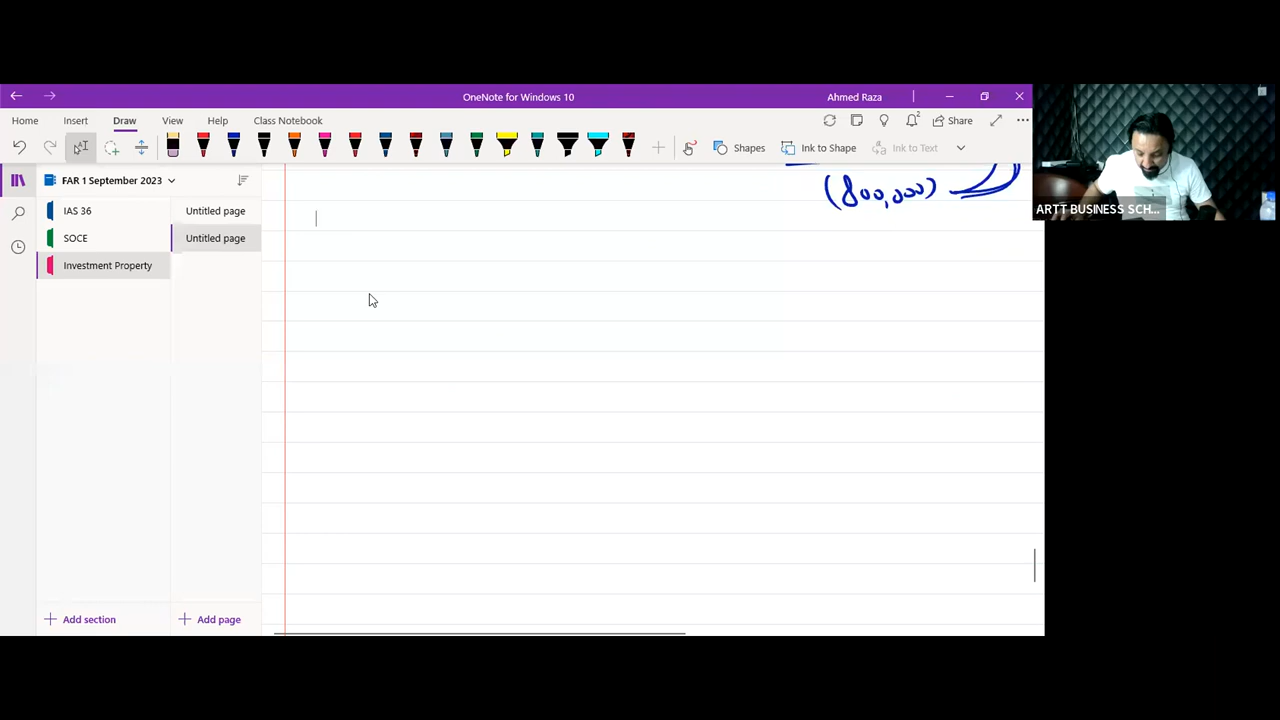 OneNote for Windows 10
Ahmed Raza
Home Insert Draw View Help Class Notebook
Share
Shapes Ink to Shape Ink to Text
FAR 1 September 2023
IAS 36
SOCE
Investment Property
Untitled page
Untitled page
(800,000)
ARTT BUSINESS SCH...
Add section
Add page